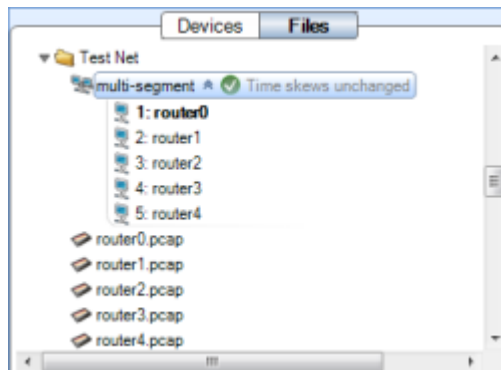 Devices Files
Test Net
multi-segment Time skews unchanged
1: router0
2: router1
3: router2
4: router3
5: router4
router0.pcap
router1.pcap
router2.pcap
router3.pcap
router4.pcap